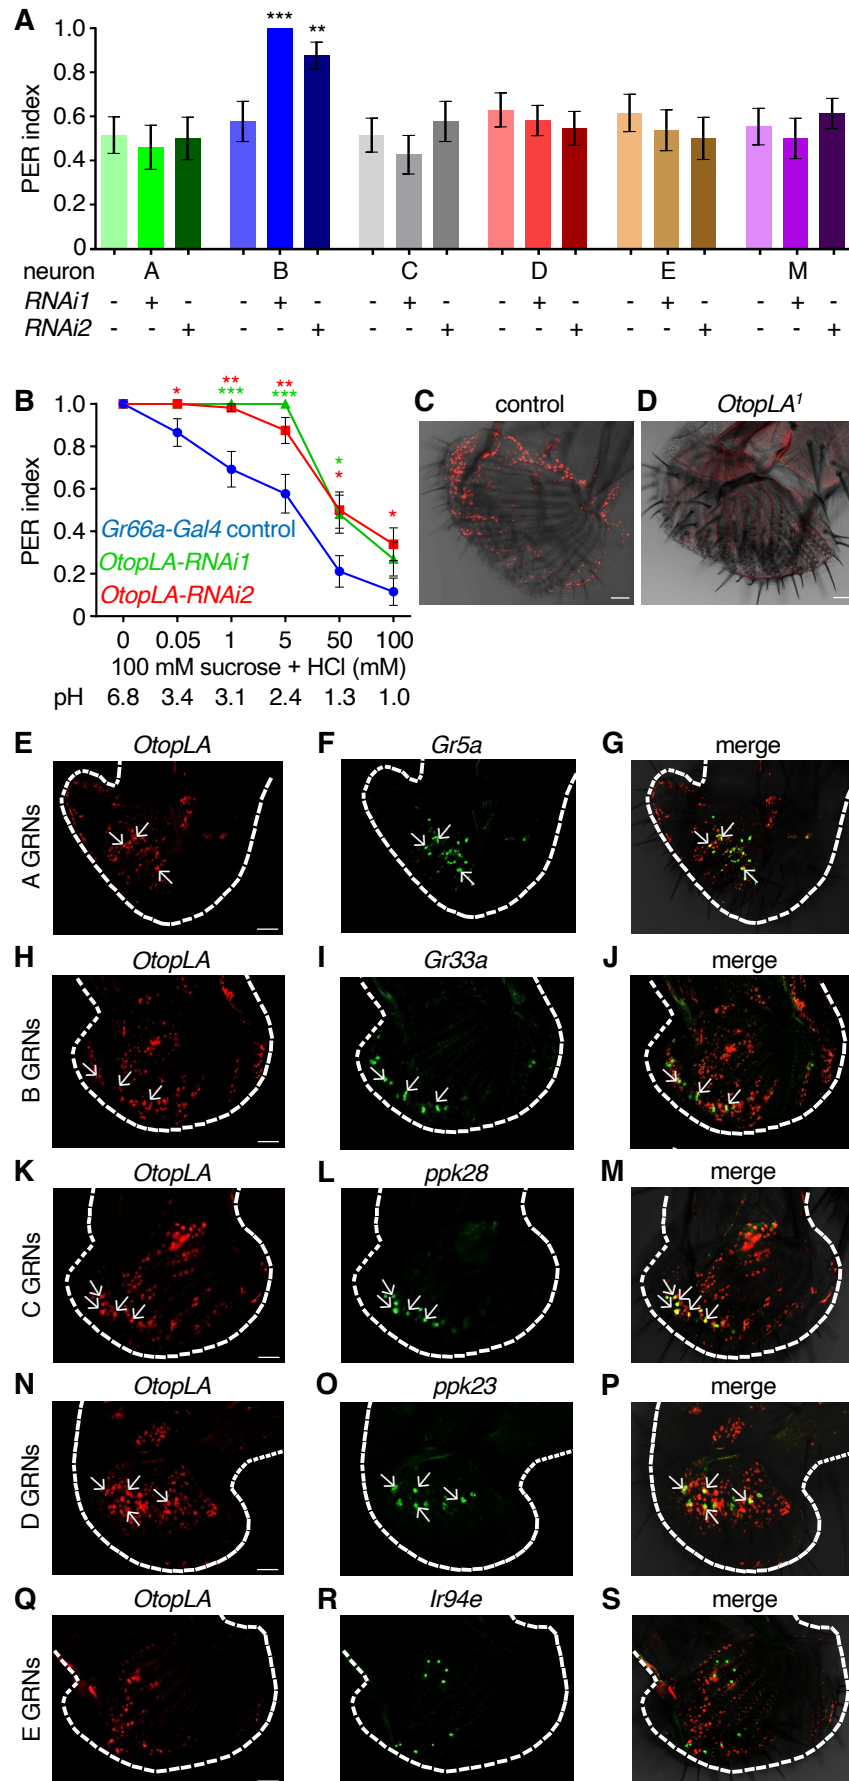 A
*** **
PER index
1.0
0.8
0.6
0.4
0.2
0
neuron A B C D E M
RNAi1 - + - - + - - + - - + - - + - - + -
RNAi2 - - + - - + - - + - - + - - + - - +
B
* ** *** ** *** * * *
PER index
1.0
0.8
0.6
0.4
0.2
0
Gr66a-Gal4 control
OtopLA-RNAi1
OtopLA-RNAi2
0 0.05 1 5 50 100
100 mM sucrose + HCl (mM)
pH 6.8 3.4 3.1 2.4 1.3 1.0
C control
D OtopLA¹
E OtopLA F Gr5a G merge
A GRNs
H OtopLA I Gr33a J merge
B GRNs
K OtopLA L ppk28 M merge
C GRNs
N OtopLA O ppk23 P merge
D GRNs
Q OtopLA R Ir94e S merge
E GRNs